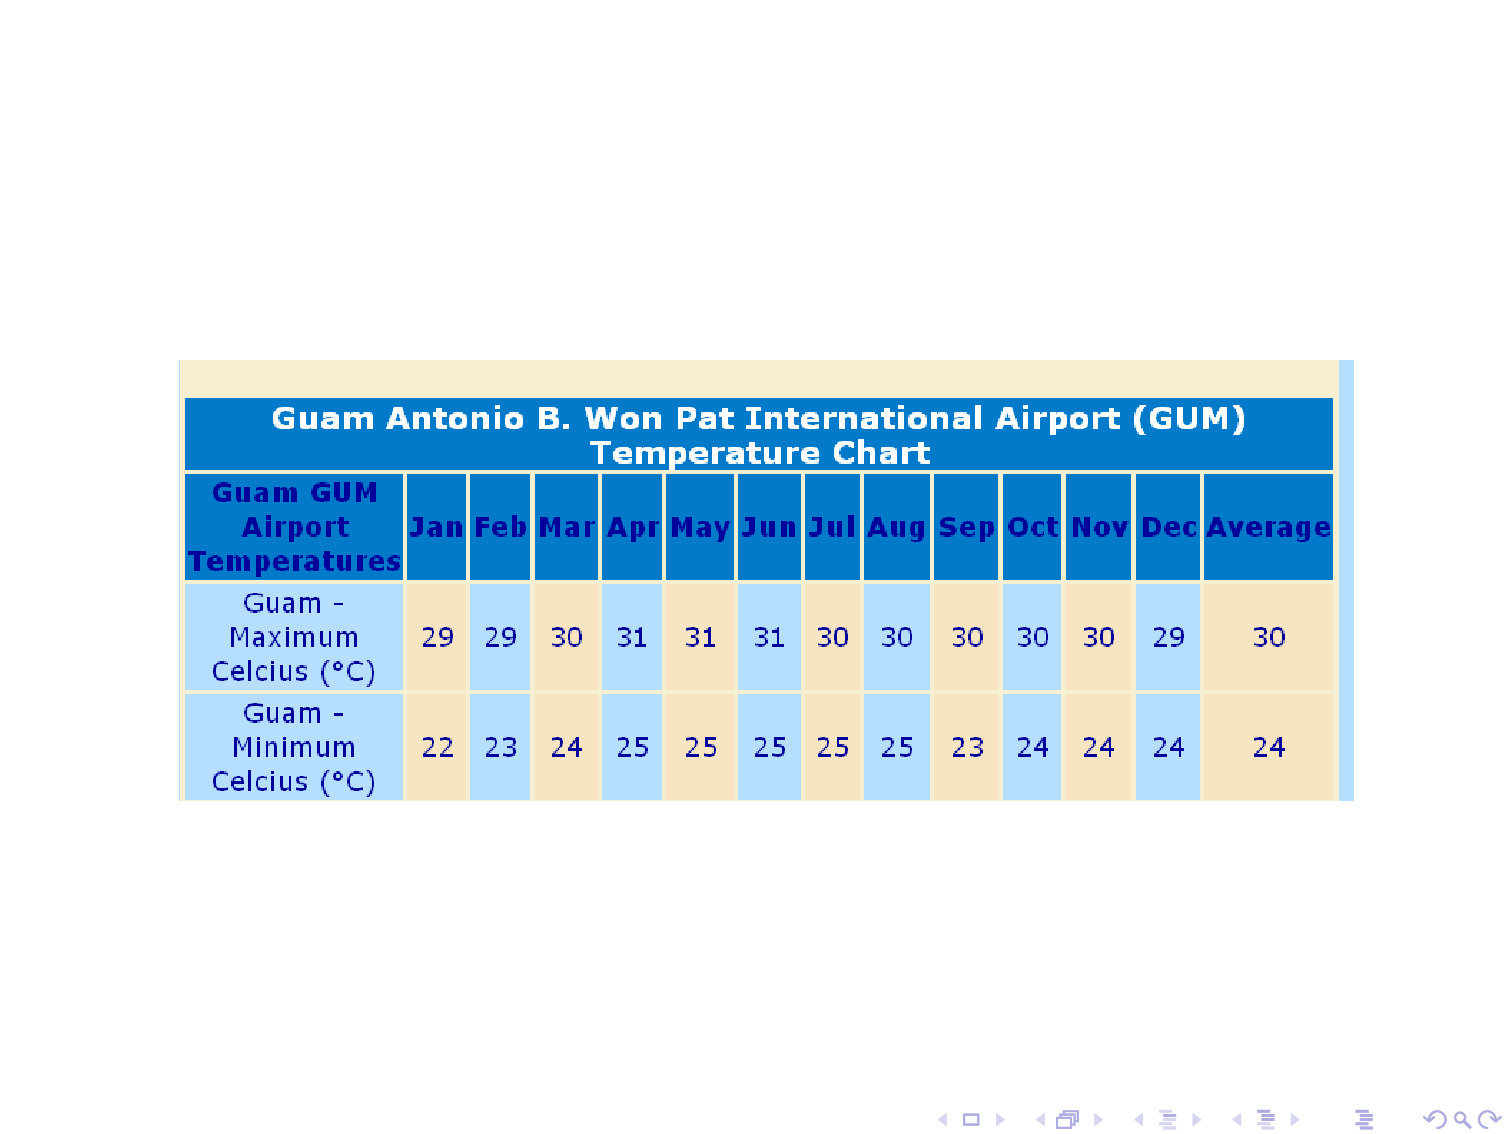 Guam Antonio B. Won Pat International Airport (GUM)
Temperature Chart
Guam GUM
Airport
Temperatures
Jan Feb Mar Apr May Jun Jul Aug Sep Oct Nov Dec Average
Guam -
Maximum
Celcius (°C)
29 29 30 31 31 31 30 30 30 30 30 29 30
Guam -
Minimum
Celcius (°C)
22 23 24 25 25 25 25 25 23 24 24 24 24